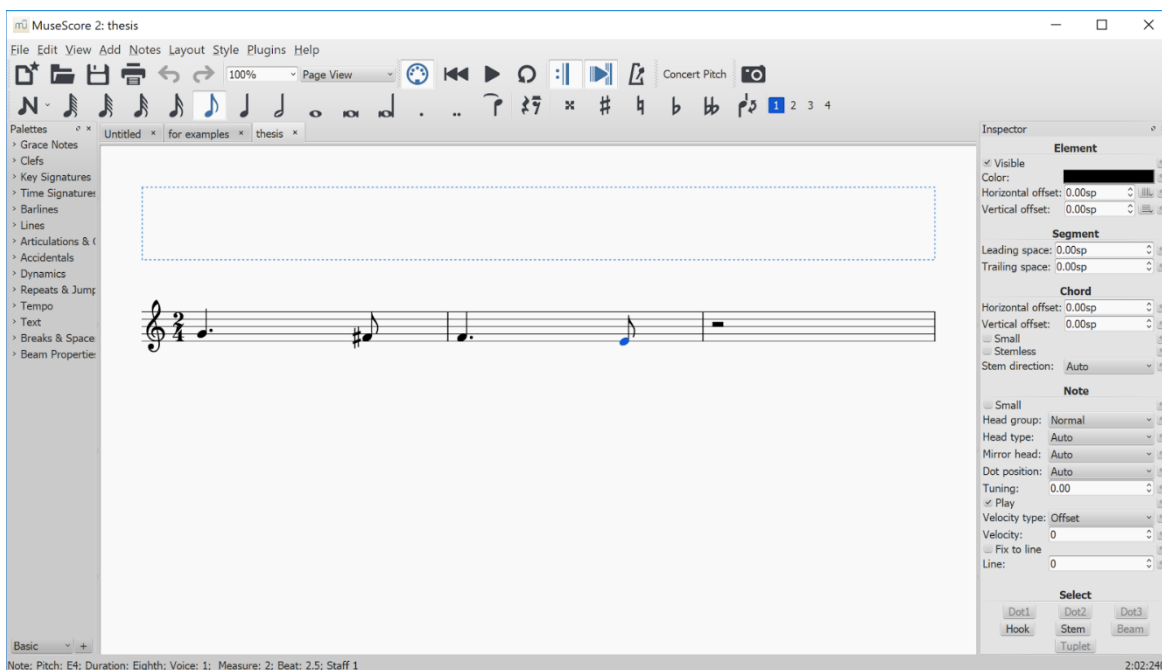 MuseScore 2: thesis
File Edit View Add Notes Layout Style Plugins Help
100% Page View Concert Pitch
1 2 3 4
Palettes
Untitled × for examples × thesis ×
> Grace Notes
> Clefs
> Key Signatures
> Time Signatures
> Barlines
> Lines
> Articulations & (
> Accidentals
> Dynamics
> Repeats & Jump
> Tempo
> Text
> Breaks & Space
> Beam Propertie
Basic +
2
4
Inspector
Element
Visible
Color:
Horizontal offset: 0.00sp
Vertical offset: 0.00sp
Segment
Leading space: 0.00sp
Trailing space: 0.00sp
Chord
Horizontal offset: 0.00sp
Vertical offset: 0.00sp
Small
Stemless
Stem direction: Auto
Note
Small
Head group: Normal
Head type: Auto
Mirror head: Auto
Dot position: Auto
Tuning: 0.00
Play
Velocity type: Offset
Velocity: 0
Fix to line
Line: 0
Select
Dot1 Dot2 Dot3
Hook Stem Beam
Tuplet
Note; Pitch: E4; Duration: Eighth; Voice: 1; Measure: 2; Beat: 2.5; Staff 1